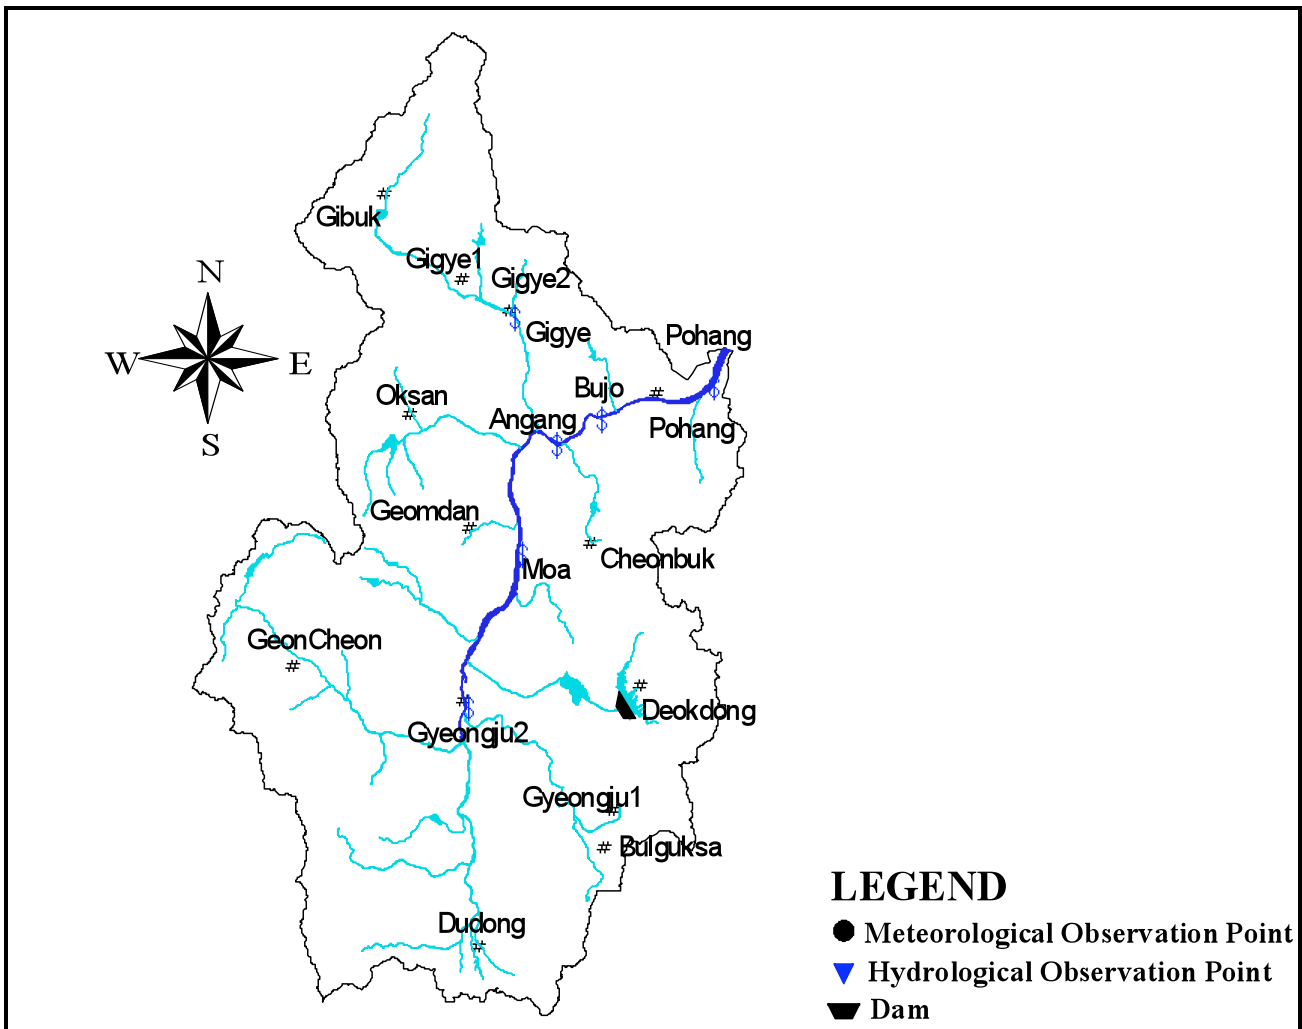 Gibuk
Gigye1
N
Gigye2
Gigye
Pohang
W
E
Oksan
Bujo
Angang
Pohang
S
Geomdan
Cheonbuk
Moa
GeonCheon
Deokdong
Gyeongju2
Gyeongju1
Bulguksa
LEGEND
Dudong
Meteorological Observation Point
Hydrological Observation Point
Dam